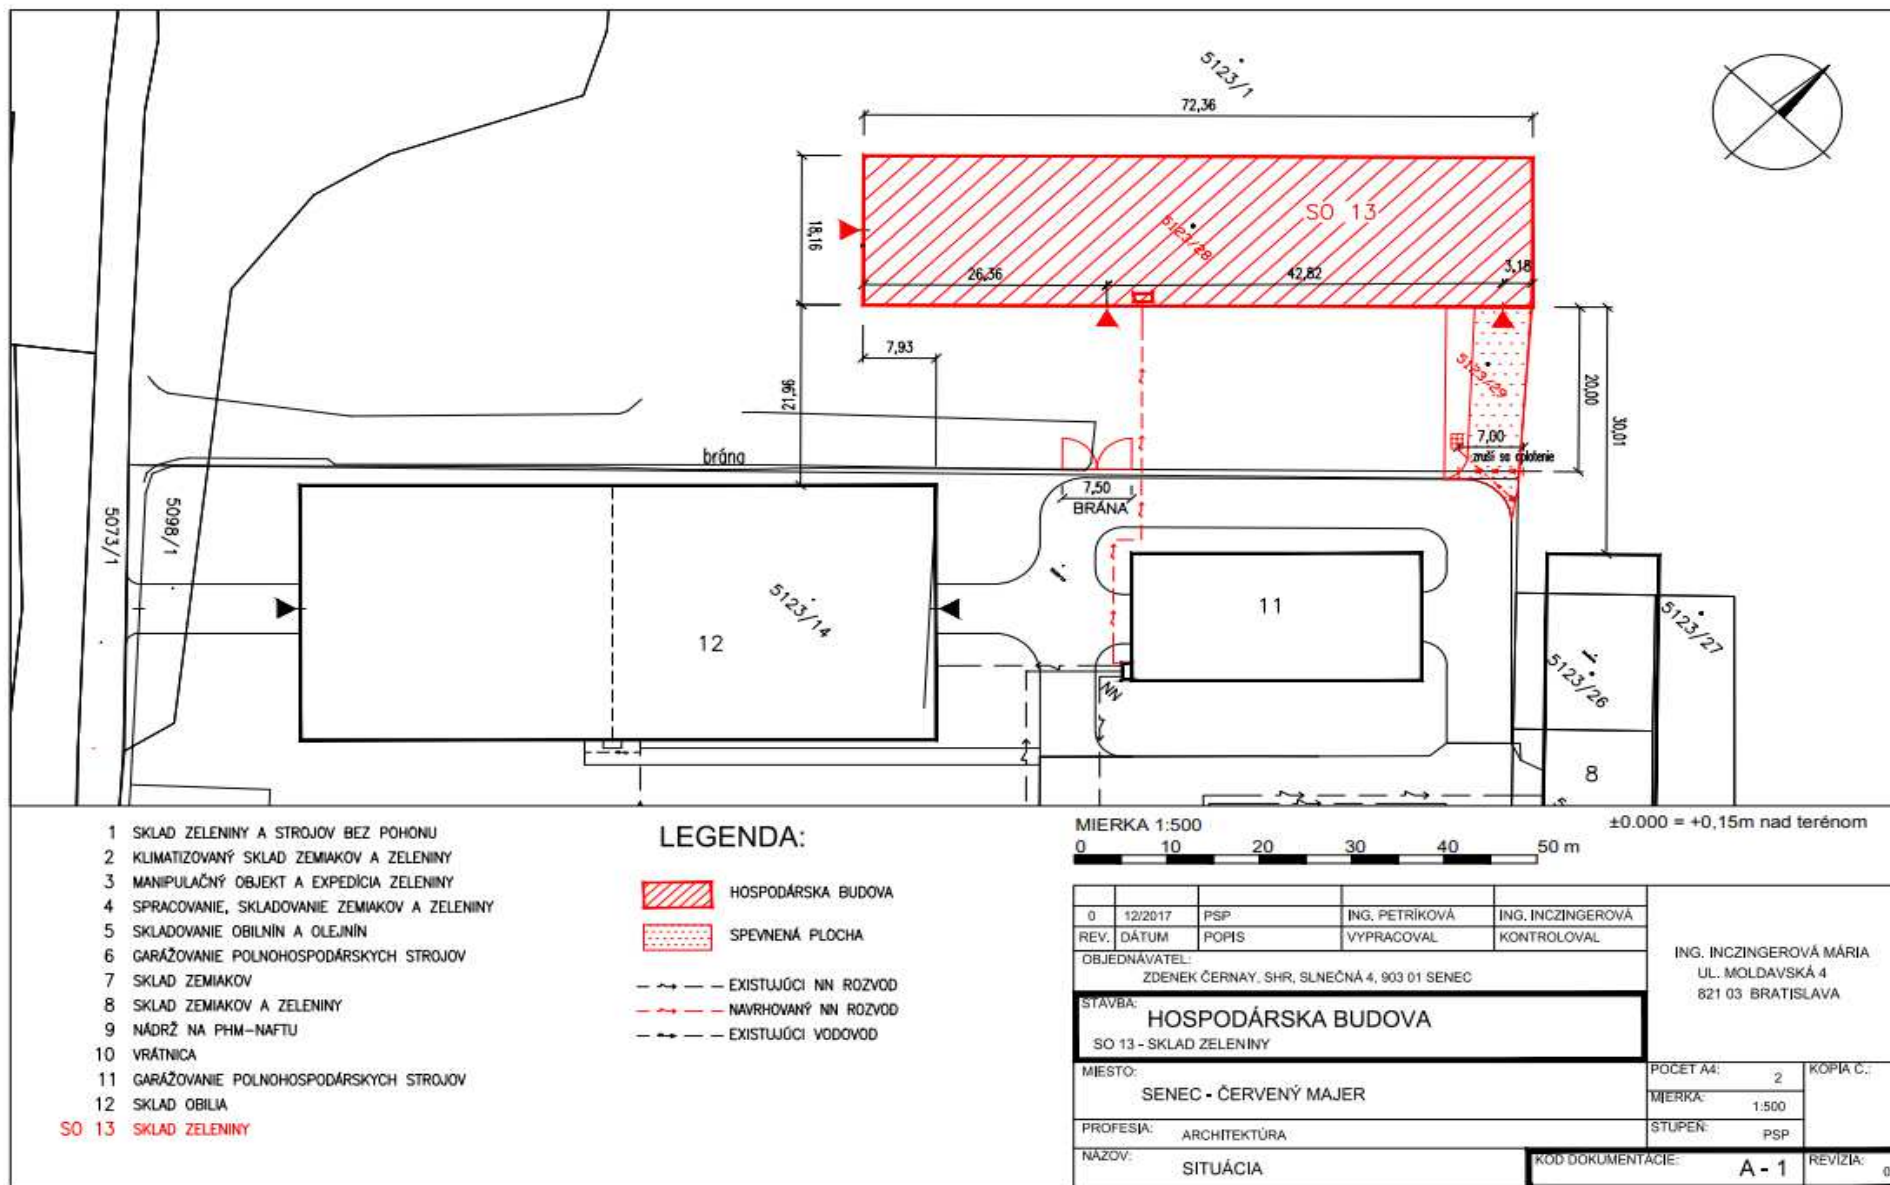 5123/1
72,36
18,16
SO 13
5123/28
26,36
42,82
3,18
7,93
21,96
5123/29
20,00
30,01
7,00
zruší sa oplotenie
brána
7,50
BRÁNA
5073/1
5098/1
5123/14
12
11
NN
5123/27
5123/26
8
1 SKLAD ZELENINY A STROJOV BEZ POHONU
2 KLIMATIZOVANÝ SKLAD ZEMIAKOV A ZELENINY
3 MANIPULAČNÝ OBJEKT A EXPEDÍCIA ZELENINY
4 SPRACOVANIE, SKLADOVANIE ZEMIAKOV A ZELENINY
5 SKLADOVANIE OBILNÍN A OLEJNÍN
6 GARÁŽOVANIE POLNOHOSPODÁRSKYCH STROJOV
7 SKLAD ZEMIAKOV
8 SKLAD ZEMIAKOV A ZELENINY
9 NÁDRŽ NA PHM-NAFTU
10 VRÁTNICA
11 GARÁŽOVANIE POLNOHOSPODÁRSKYCH STROJOV
12 SKLAD OBILIA
SO 13 SKLAD ZELENINY
LEGENDA:
HOSPODÁRSKA BUDOVA
SPEVNENÁ PLOCHA
EXISTUJÚCI NN ROZVOD
NAVRHOVANÝ NN ROZVOD
EXISTUJÚCI VODOVOD
MIERKA 1:500
±0.000 = +0,15m nad terénom
0 10 20 30 40 50 m
0 12/2017 PSP ING. PETRÍKOVÁ ING. INCZINGEROVÁ
REV. DÁTUM POPIS VYPRACOVAL KONTROLOVAL
ING. INCZINGEROVÁ MÁRIA
UL. MOLDAVSKÁ 4
821 03 BRATISLAVA
OBJEDNÁVATEL:
ZDENEK ČERNAY, SHR, SLNEČNÁ 4, 903 01 SENEC
STAVBA:
HOSPODÁRSKA BUDOVA
SO 13 - SKLAD ZELENINY
MIESTO:
SENEC - ČERVENÝ MAJER
POČET A4: 2
KÓPIA Č.:
MIERKA: 1:500
PROFESIA: ARCHITEKTÚRA
STUPEŇ: PSP
NÁZOV: SITUÁCIA
KÓD DOKUMENTÁCIE: A - 1
REVÍZIA: 0